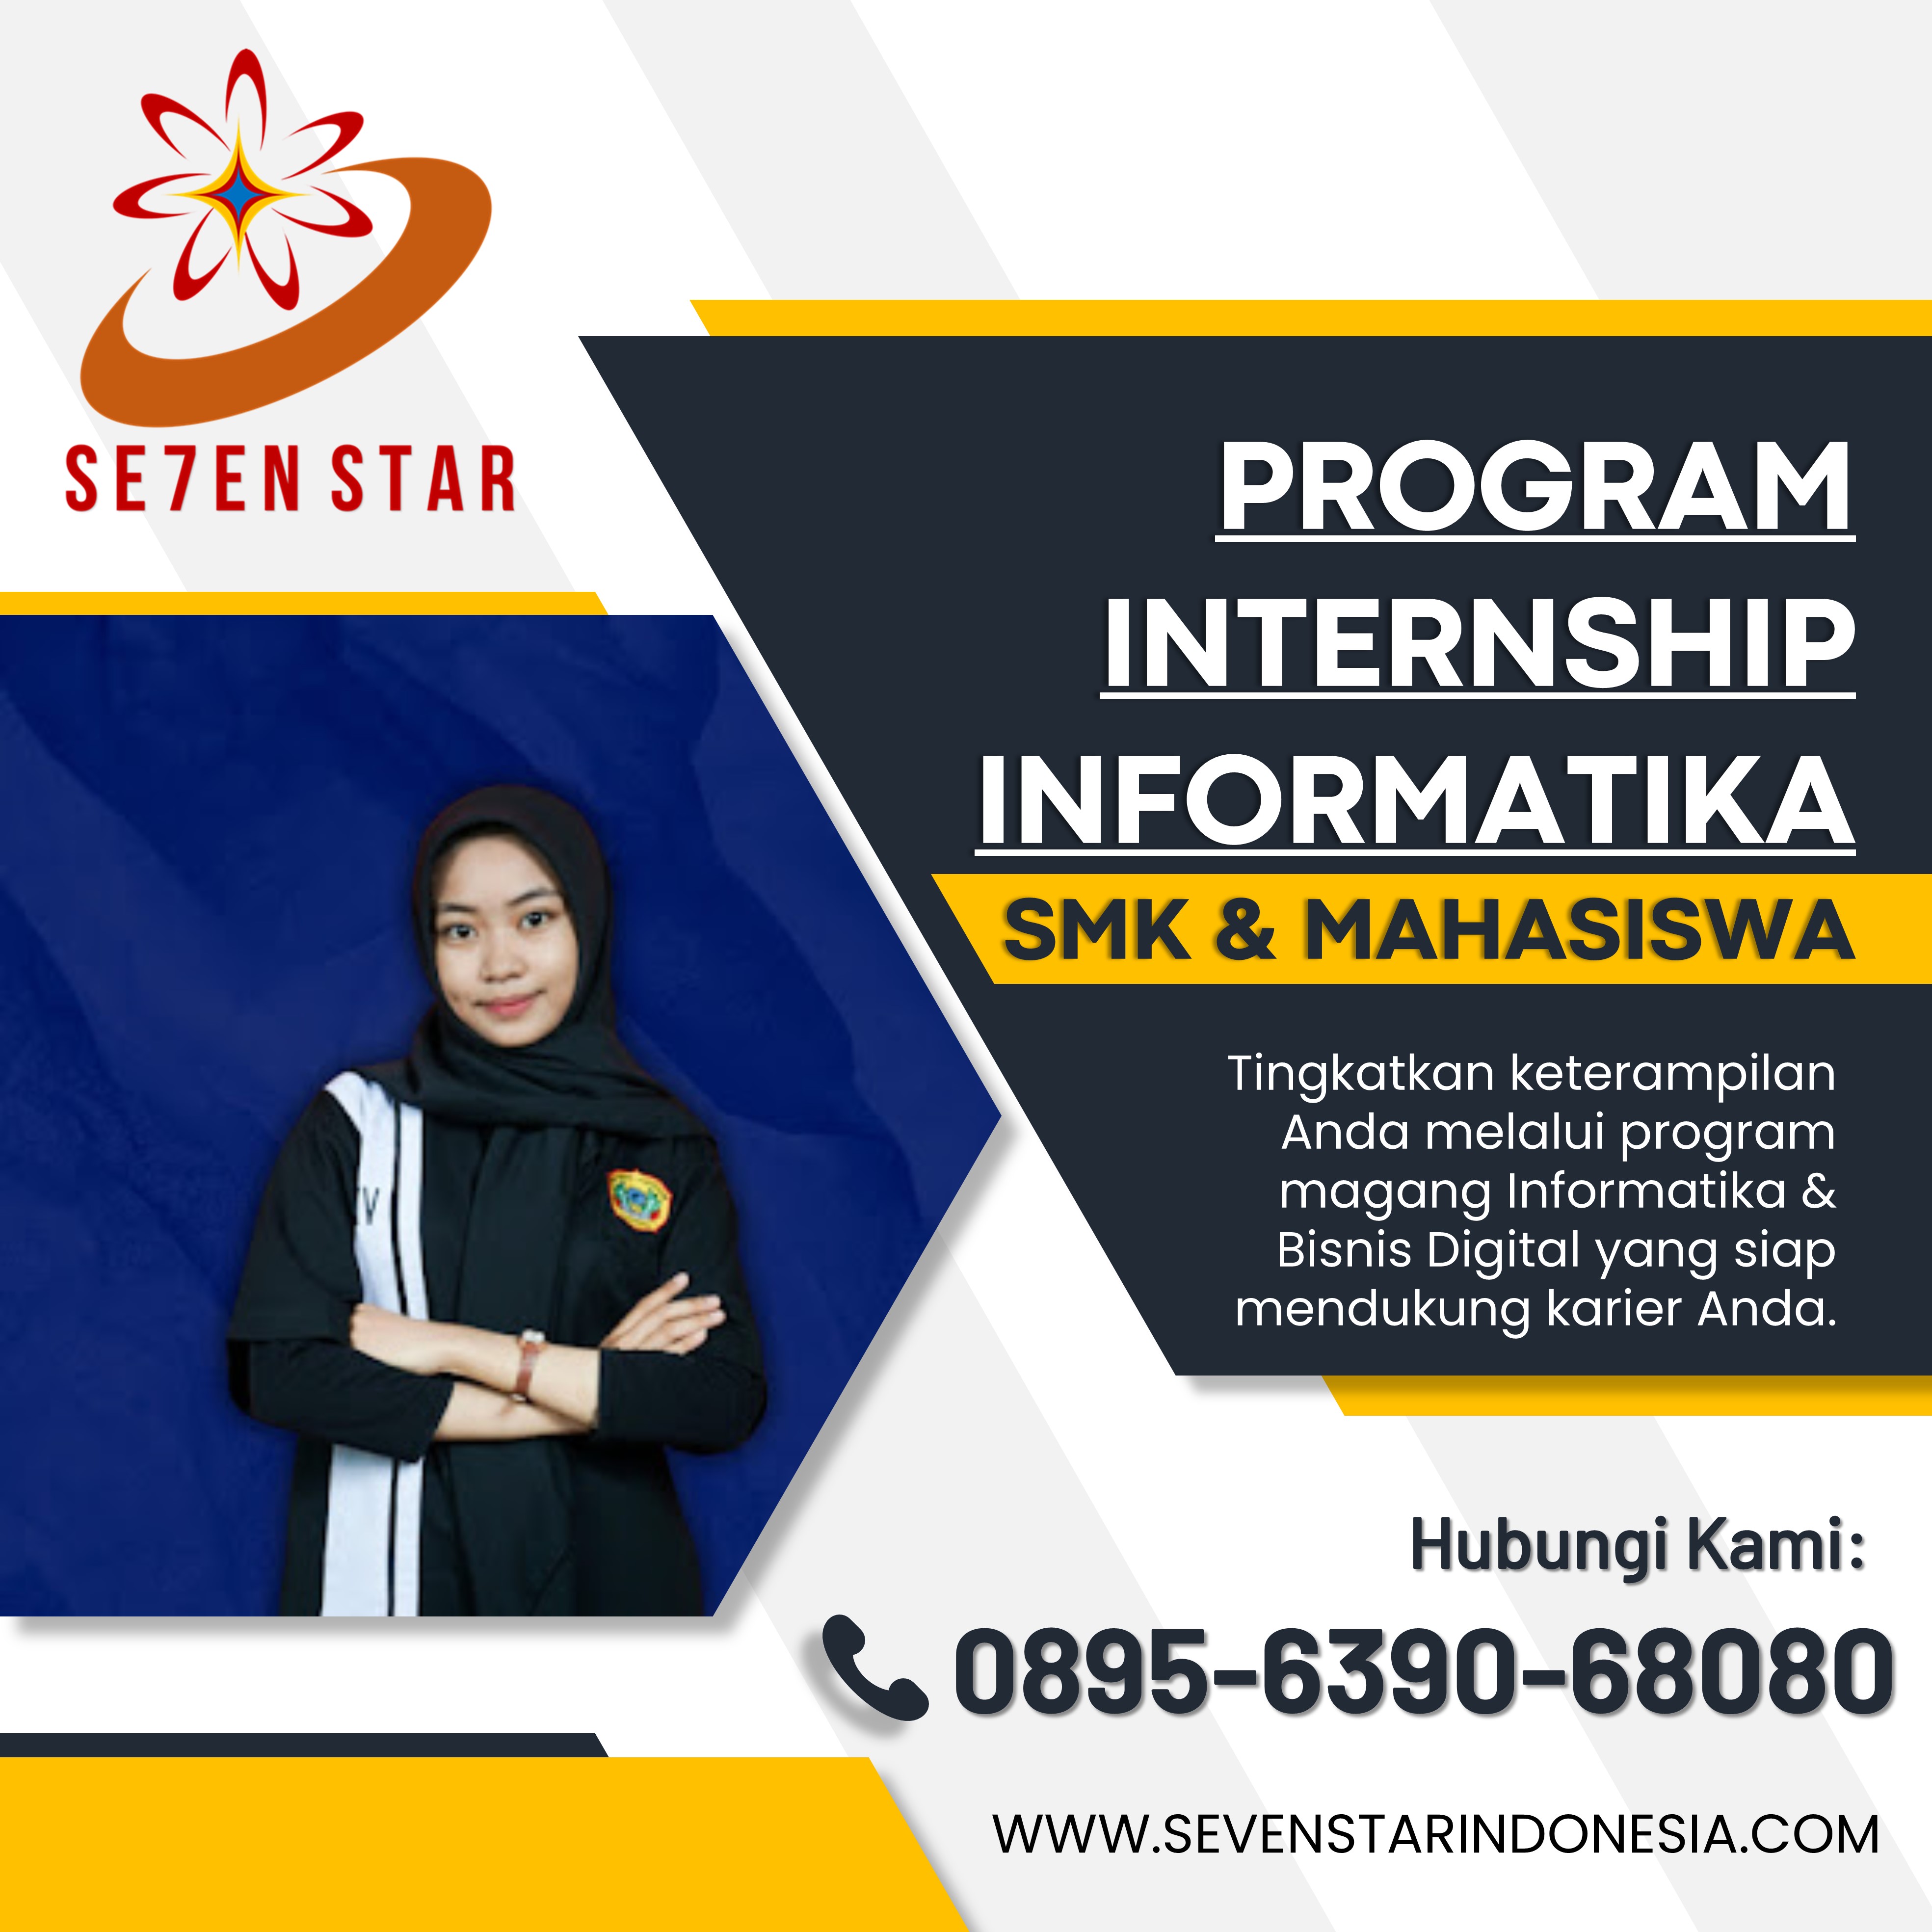 SE7EN STAR
PROGRAM
INTERNSHIP
INFORMATIKA
SMK & MAHASISWA
Tingkatkan keterampilan
Anda melalui program
magang Informatika &
Bisnis Digital yang siap
mendukung karier Anda.
Hubungi Kami:
0895-6390-68080
WWW.SEVENSTARINDONESIA.COM